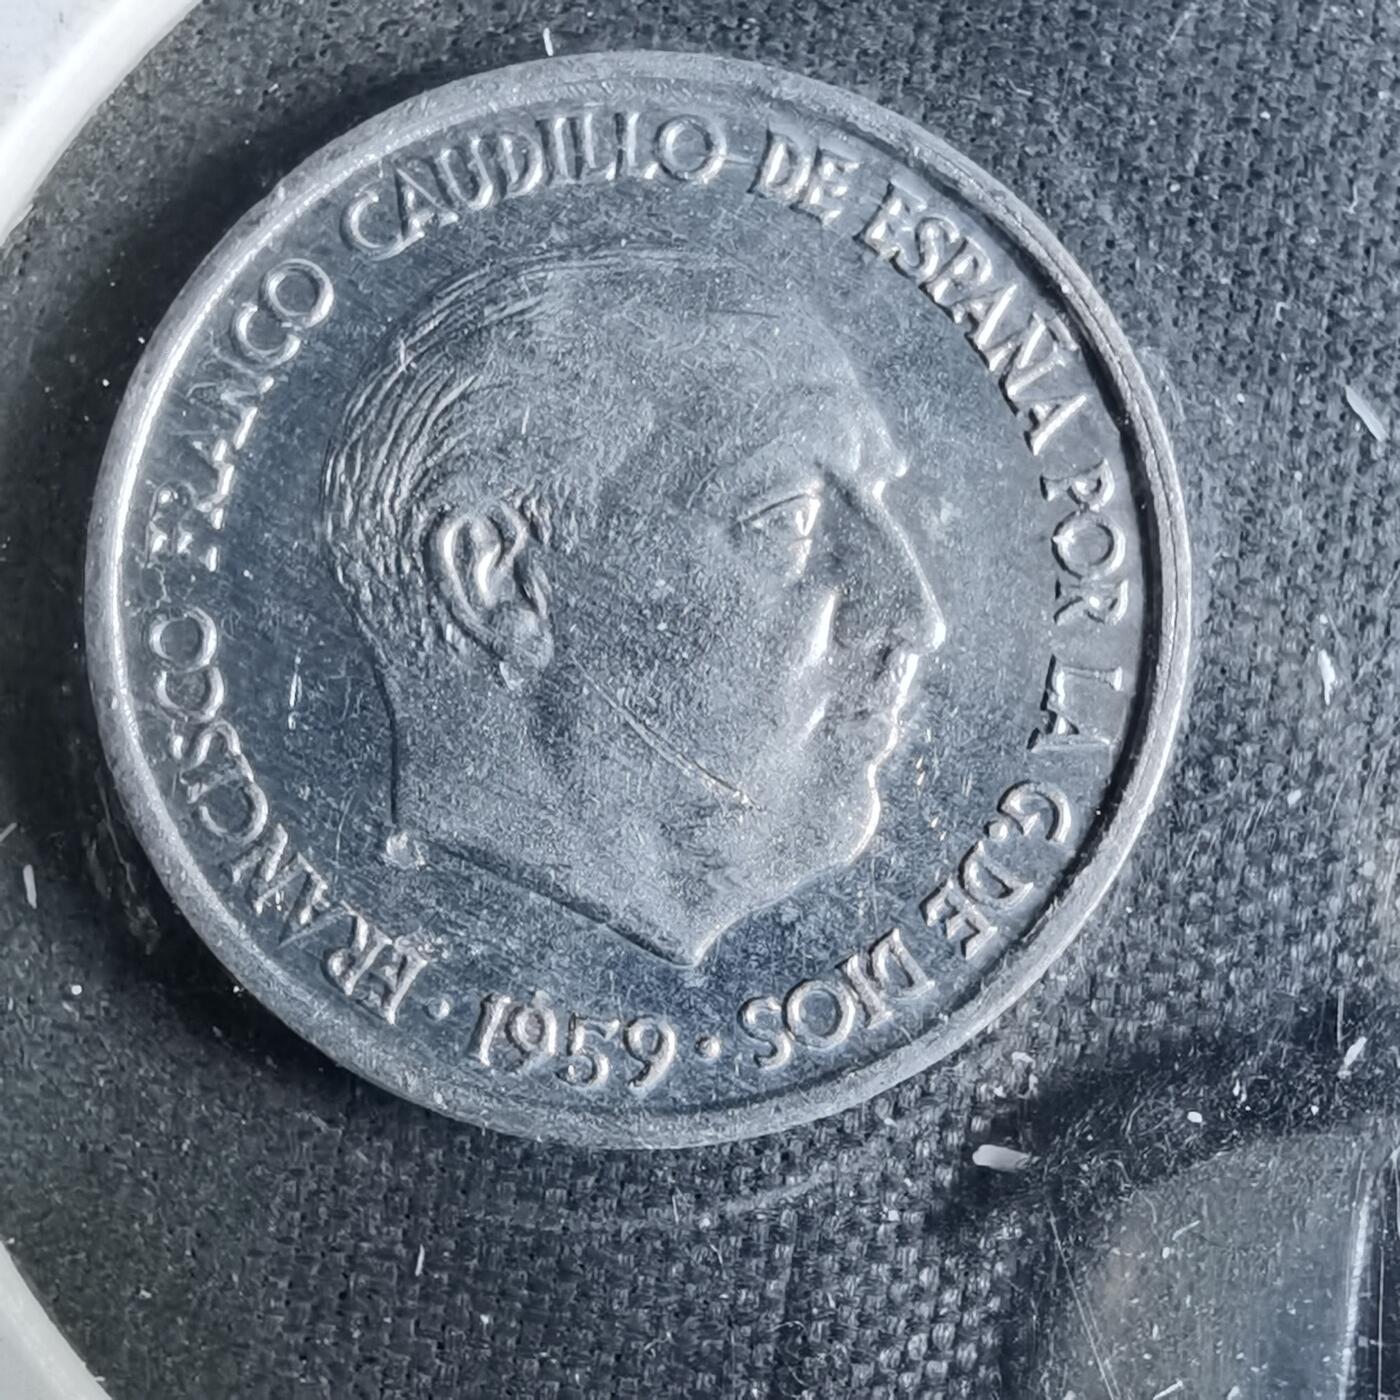 FRANCISCO FRANCO CAUDILLO DE ESPAÑA POR LA G.DE DIOS
· 1959 ·